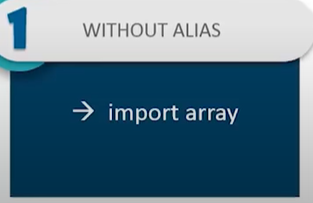 1
WITHOUT ALIAS
→ import array